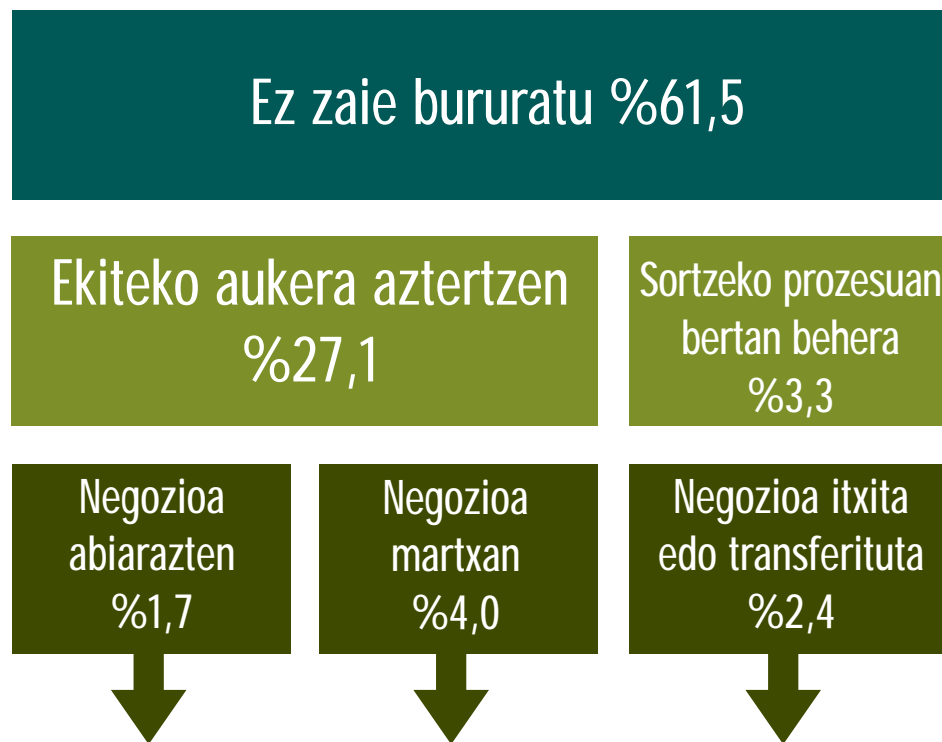 Ez zaie bururatu %61,5
Ekiteko aukera aztertzen
%27,1
Sortzeko prozesuan
bertan behera
%3,3
Negozioa
abiarazten
%1,7
Negozioa
martxan
%4,0
Negozioa itxita
edo transferituta
%2,4